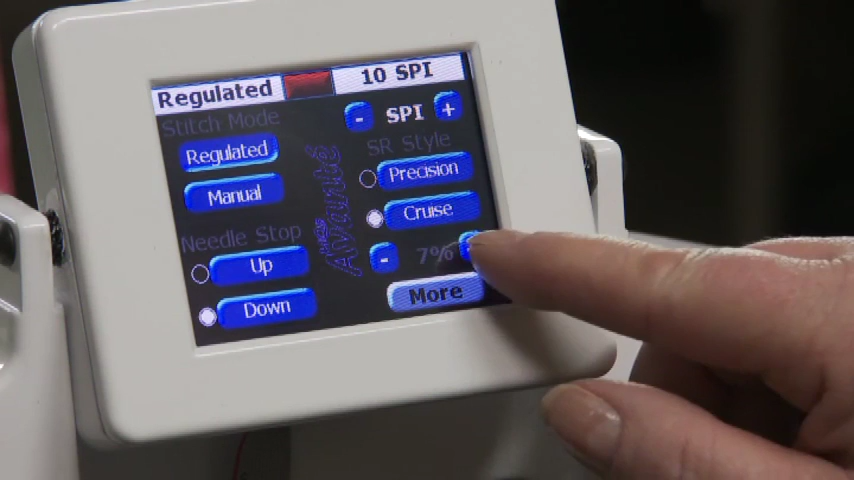 Regulated
10 SPI
Stitch Mode
- SPI +
Regulated
SR Style
Precision
Manual
Cruise
Avanté
Needle Stop
Up
- 7%
Down
More